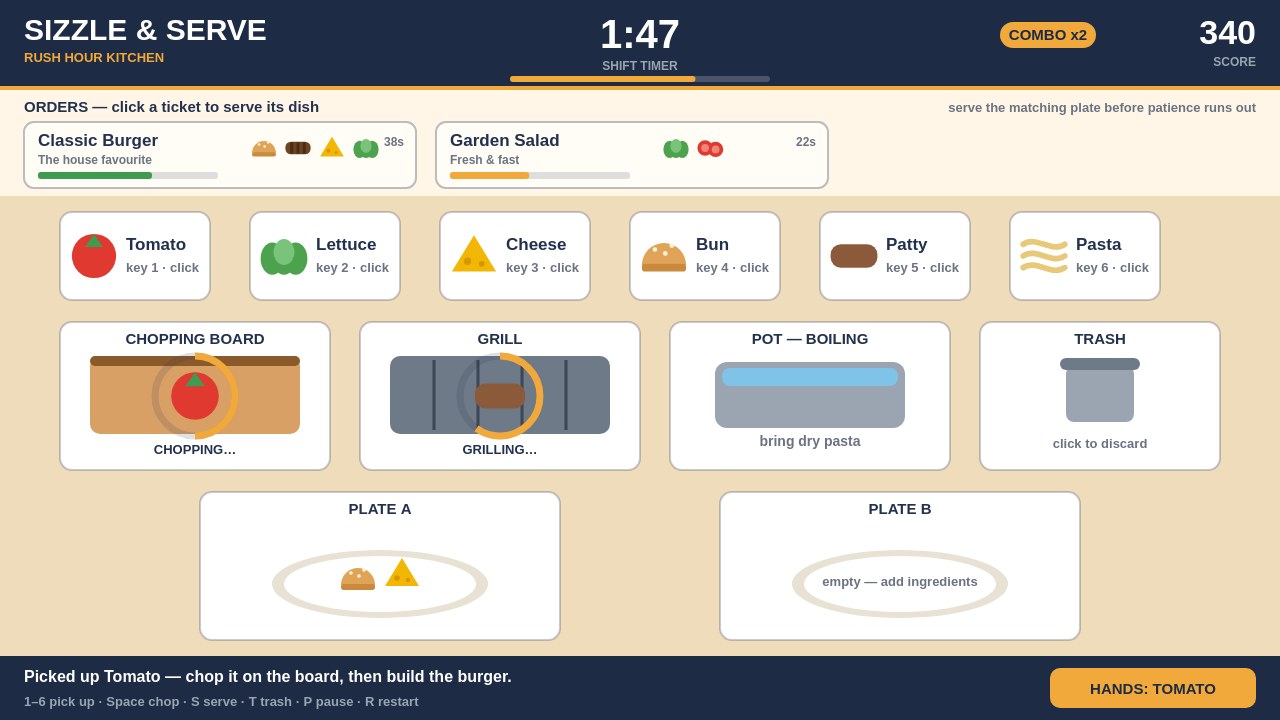 SIZZLE & SERVE
RUSH HOUR KITCHEN
1:47
SHIFT TIMER
COMBO x2
340
SCORE
ORDERS — click a ticket to serve its dish
serve the matching plate before patience runs out
Classic Burger
The house favourite
38s
Garden Salad
Fresh & fast
22s
Tomato
key 1 · click
Lettuce
key 2 · click
Cheese
key 3 · click
Bun
key 4 · click
Patty
key 5 · click
Pasta
key 6 · click
CHOPPING BOARD
CHOPPING…
GRILL
GRILLING…
POT — BOILING
bring dry pasta
TRASH
click to discard
PLATE A
PLATE B
empty — add ingredients
Picked up Tomato — chop it on the board, then build the burger.
1–6 pick up · Space chop · S serve · T trash · P pause · R restart
HANDS: TOMATO